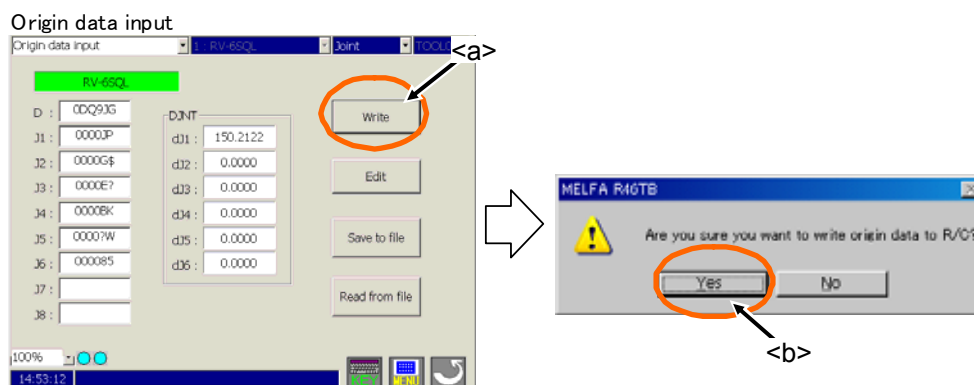 Origin data input
Origin data input 1 : RV-6SQL Joint TOOL
<a>
RV-6SQL
D : 0DQ9JG
J1 : 0000JP
J2 : 0000G$
J3 : 0000E?
J4 : 0000BK
J5 : 0000?W
J6 : 000085
J7 :
J8 :
DJNT
dJ1 : 150.2122
dJ2 : 0.0000
dJ3 : 0.0000
dJ4 : 0.0000
dJ5 : 0.0000
dJ6 : 0.0000
Write
Edit
Save to file
Read from file
100%
14:53:12
KEY MENU
MELFA R46TB
Are you sure you want to write origin data to R/C?
Yes No
<b>